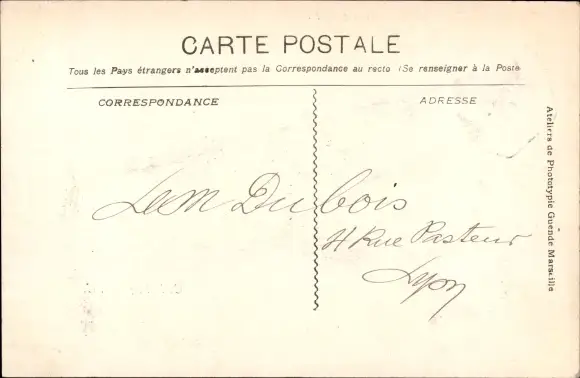 CARTE POSTALE
Tous les Pays étrangers n'acceptent pas la Correspondance au recto (Se renseigner à la Poste
CORRESPONDANCE
ADRESSE
Dubois
4 Rue Pasteur
Lyon
Ateliers de Phototypie Guende Marseille